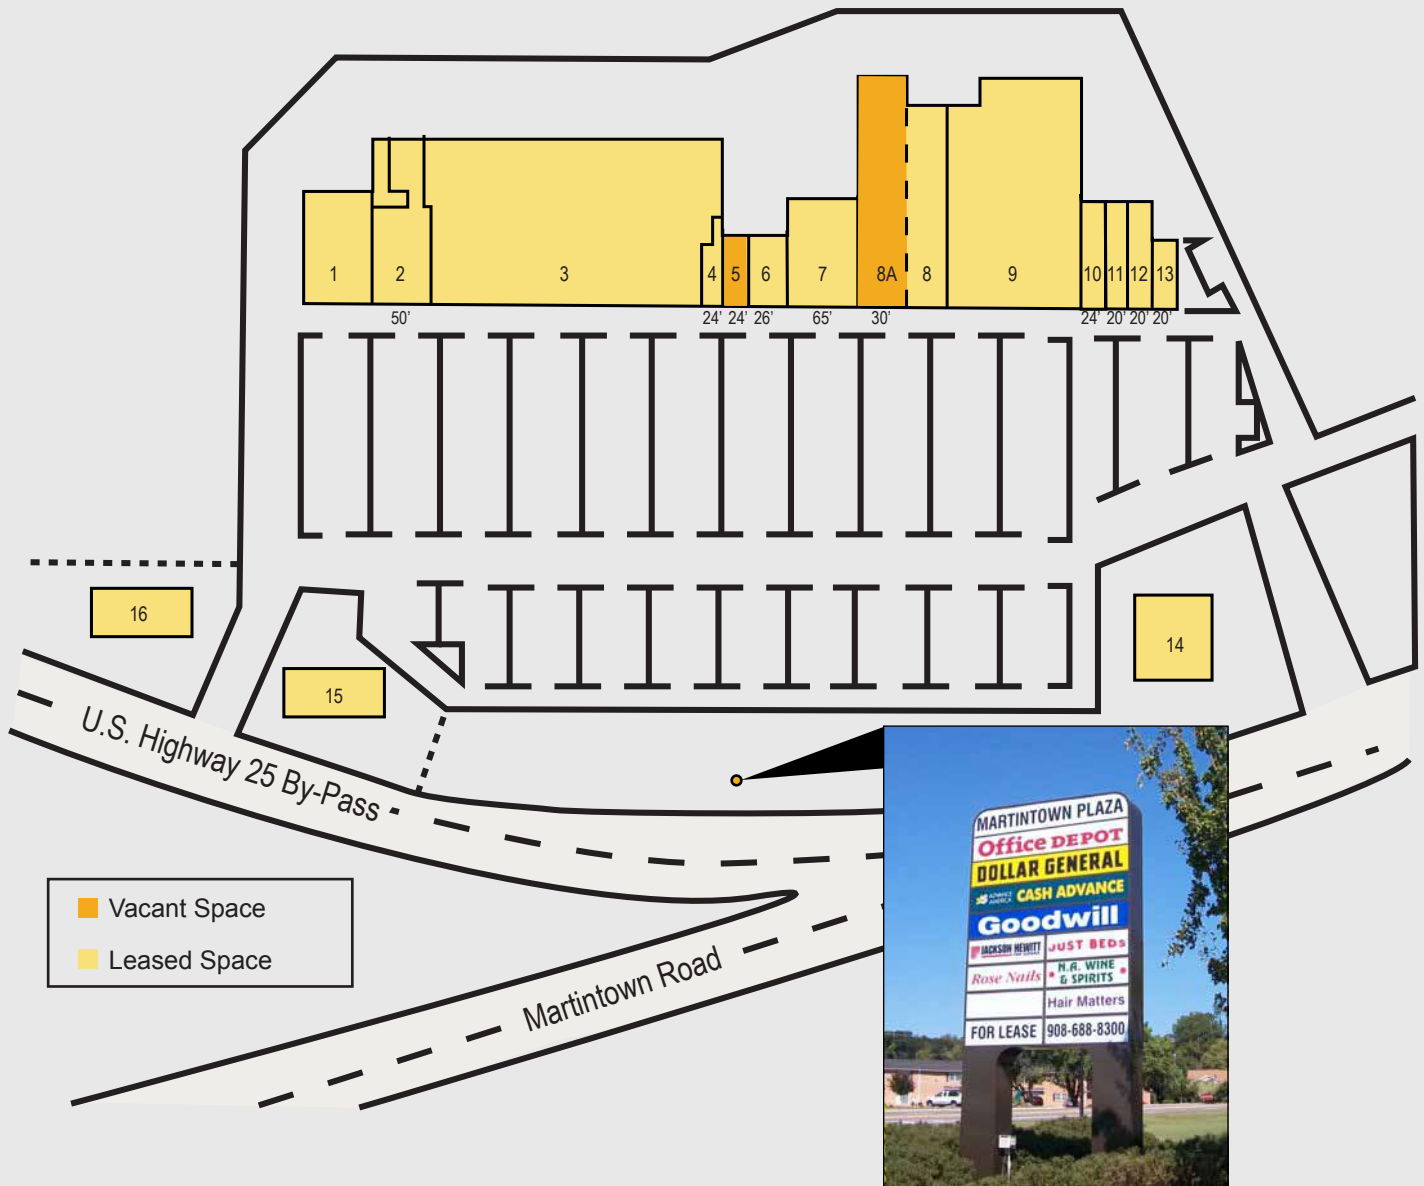 1
2
3
4
5
6
7
8A
8
9
10
11
12
13
50'
24'
24'
26'
65'
30'
24'
20'
20'
20'
16
15
14
U.S. Highway 25 By-Pass
Vacant Space
Leased Space
Martintown Road
MARTINTOWN PLAZA
Office DEPOT
DOLLAR GENERAL
ADVANCE AMERICA CASH ADVANCE
Goodwill
JACKSON HEWITT JUST BEDS
Rose Nails N.A. WINE & SPIRITS
Hair Matters
FOR LEASE 908-688-8300